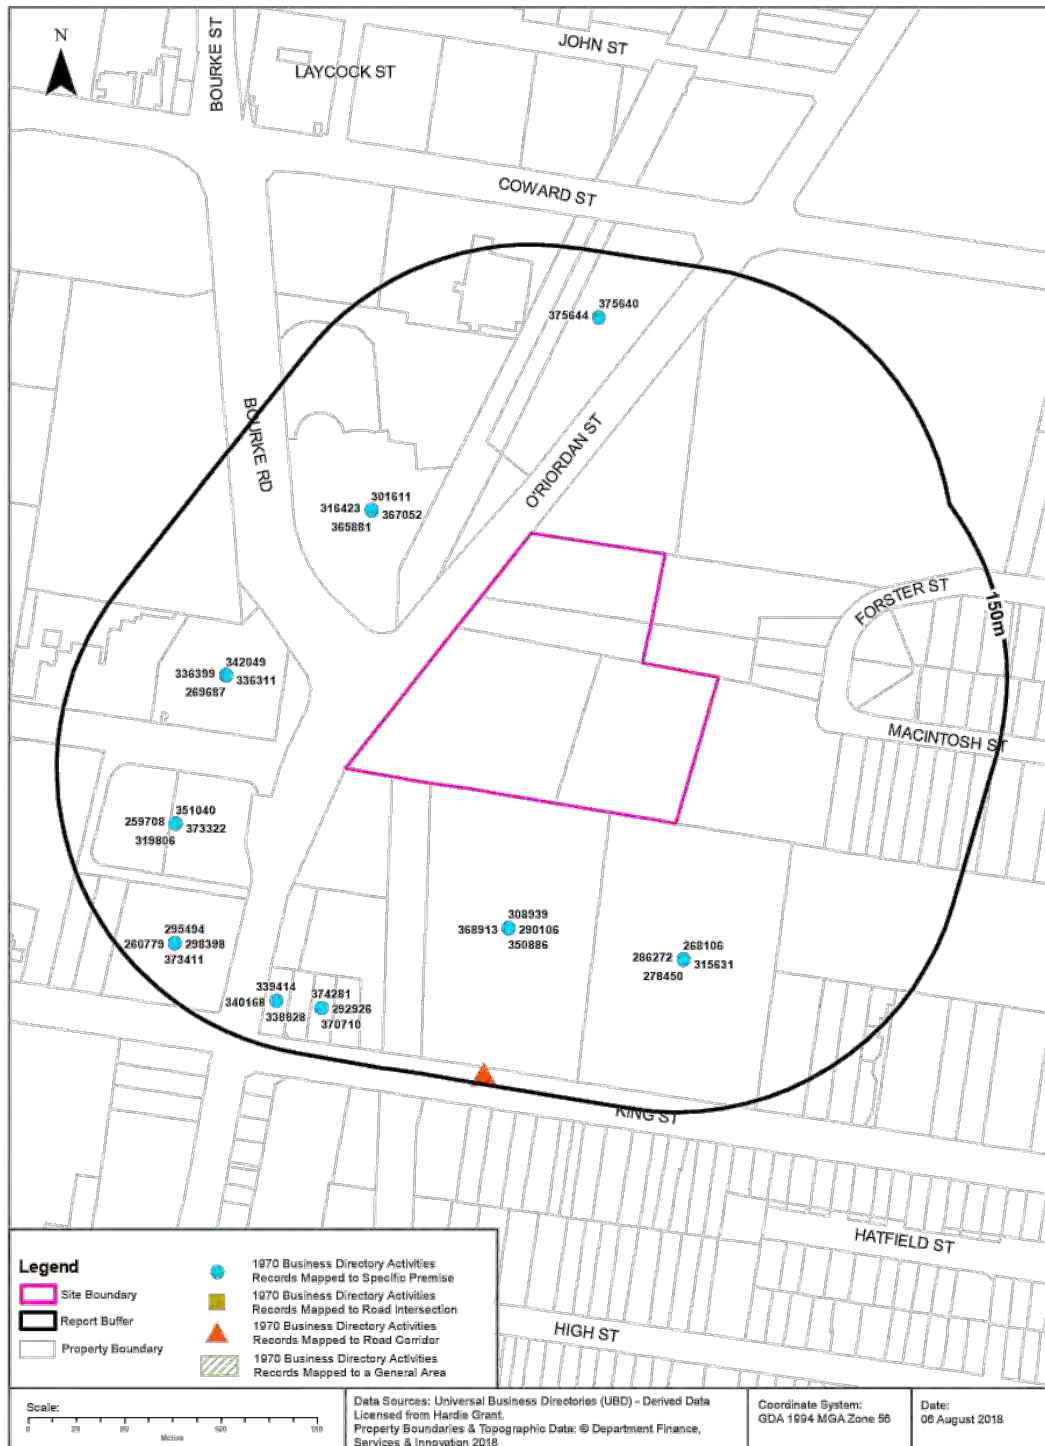 N
BOURKE ST
LAYCOCK ST
JOHN ST
COWARD ST
375640
375644
BOURKE RD
O'RIORDAN ST
301611
316423
367052
365881
FORSTER ST
150m
342049
336399
336311
269687
MACINTOSH ST
351040
259708
373322
319806
295494
260779
298398
373411
308939
368913
290106
350886
268106
286272
315631
278450
339414
340168
338828
374281
292926
370710
KING ST
HATFIELD ST
HIGH ST
Legend
Site Boundary
Report Buffer
Property Boundary
1970 Business Directory Activities
Records Mapped to Specific Premise
1970 Business Directory Activities
Records Mapped to Road Intersection
1970 Business Directory Activities
Records Mapped to Road Corridor
1970 Business Directory Activities
Records Mapped to a General Area
Scale:
0
Metres
Data Sources: Universal Business Directories (UBD) - Derived Data
Licensed from Hardie Grant.
Property Boundaries & Topographic Data: © Department Finance,
Services & Innovation 2018
Coordinate System:
GDA 1994 MGA Zone 56
Date:
06 August 2018